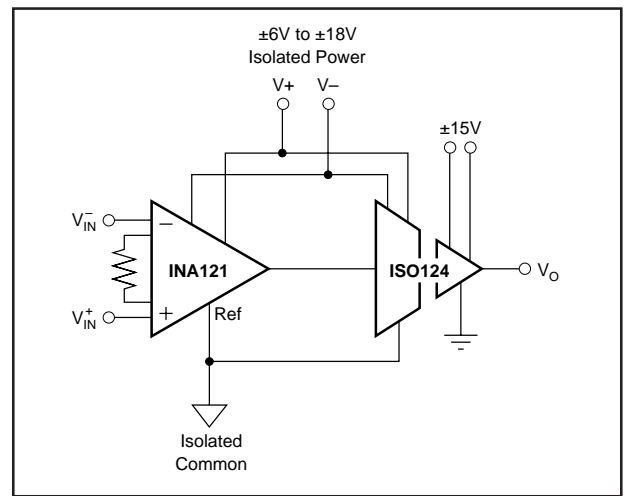 ±6V to ±18V
Isolated Power
V+ V–
±15V
V−IN
– 
INA121
ISO124
VO
V+IN
+
Ref
Isolated
Common